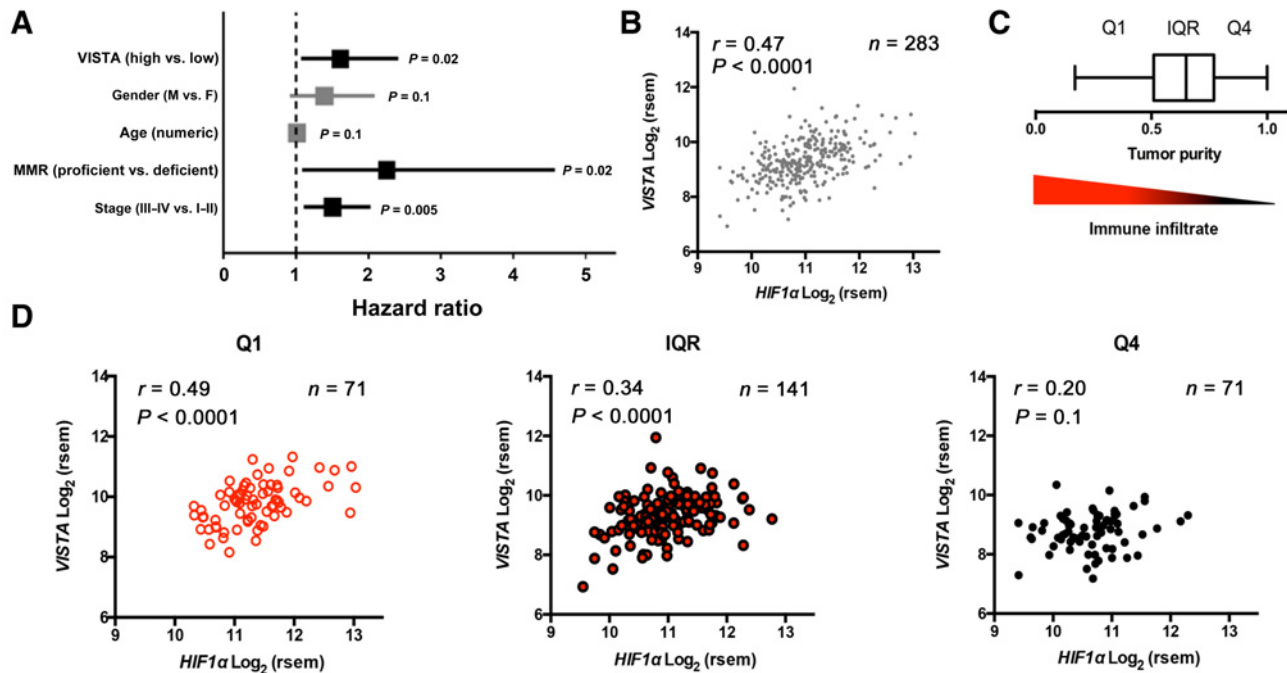 A
VISTA (high vs. low)
P = 0.02
Gender (M vs. F)
P = 0.1
Age (numeric)
P = 0.1
MMR (proficient vs. deficient)
P = 0.02
Stage (III–IV vs. I–II)
P = 0.005
0 1 2 3 4 5
Hazard ratio
B
r = 0.47
n = 283
P < 0.0001
14
12
10
8
6
VISTA Log2 (rsem)
9 10 11 12 13
HIF1α Log2 (rsem)
C
Q1 IQR Q4
0.0 0.5 1.0
Tumor purity
Immune infiltrate
D
Q1
r = 0.49
n = 71
P < 0.0001
14
12
10
8
6
VISTA Log2 (rsem)
9 10 11 12 13
HIF1α Log2 (rsem)
IQR
r = 0.34
n = 141
P < 0.0001
14
12
10
8
6
VISTA Log2 (rsem)
9 10 11 12 13
HIF1α Log2 (rsem)
Q4
r = 0.20
n = 71
P = 0.1
14
12
10
8
6
VISTA Log2 (rsem)
9 10 11 12 13
HIF1α Log2 (rsem)